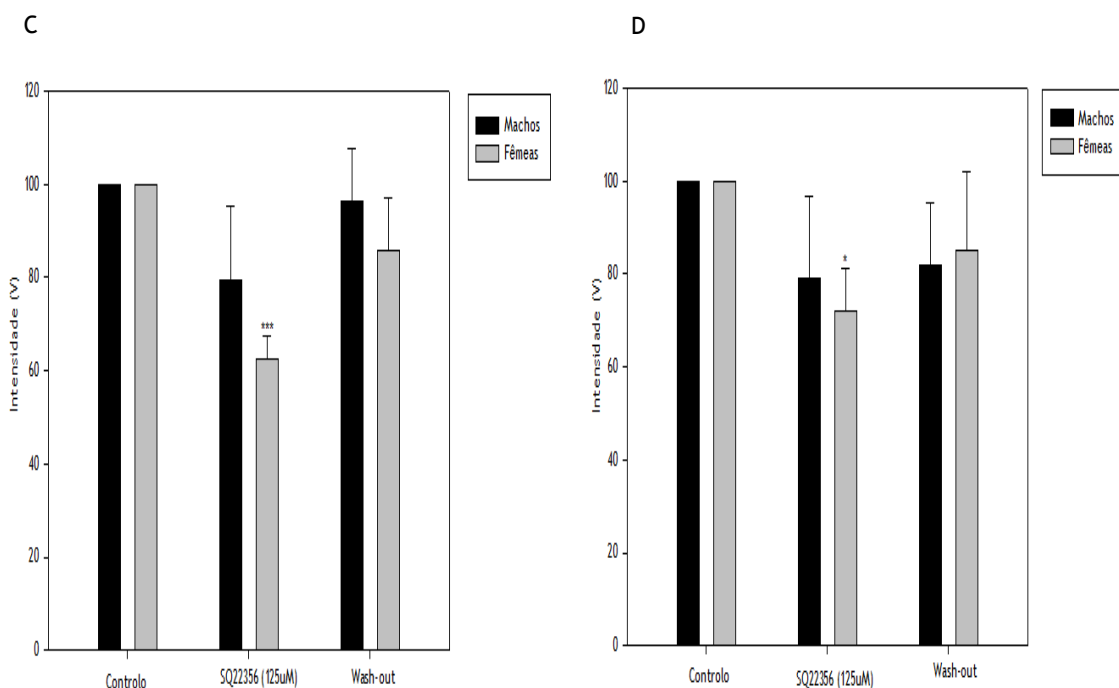 C
120
100
80
60
40
20
0
Intensidade (V)
Machos
Fêmeas
***
Controlo
SQ22356 (125uM)
Wash-out
D
120
100
80
60
40
20
0
Intensidade (V)
Machos
Fêmeas
*
Controlo
SQ22356 (125uM)
Wash-out